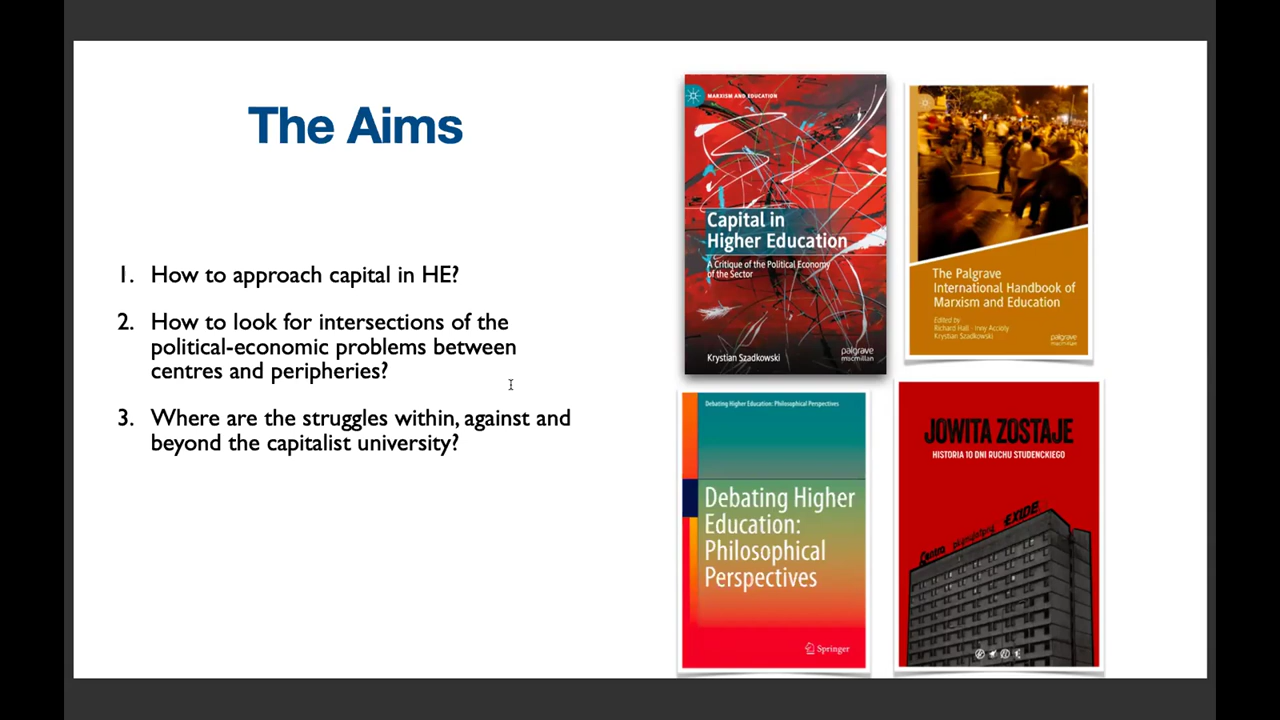 The Aims
1. How to approach capital in HE?
2. How to look for intersections of the
political-economic problems between
centres and peripheries?
3. Where are the struggles within, against and
beyond the capitalist university?
MARXISM AND EDUCATION
Capital in
Higher Education
A Critique of the Political Economy
of the Sector
Krystian Szadkowski
palgrave
macmillan
The Palgrave
International Handbook of
Marxism and Education
Edited by
Richard Hall · Inny Accioly
Krystian Szadkowski
palgrave
macmillan
Debating Higher Education: Philosophical Perspectives
Debating Higher
Education:
Philosophical
Perspectives
Springer
JOWITA ZOSTAJE
HISTORIA 10 DNI RUCHU STUDENCKIEGO
Centra
EXIDE